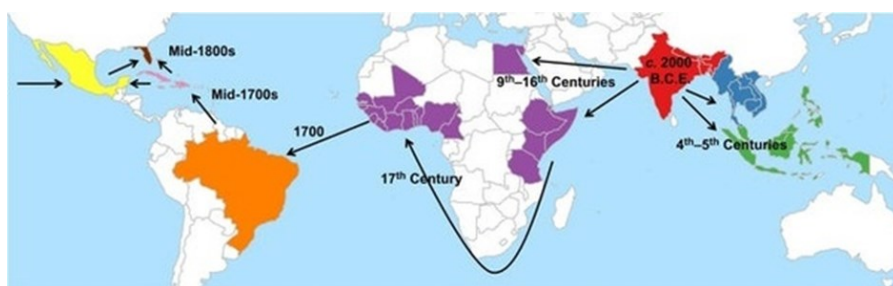 Mid-1800s
Mid-1700s
1700
17th Century
9th–16th Centuries
c. 2000
B.C.E.
4th–5th Centuries